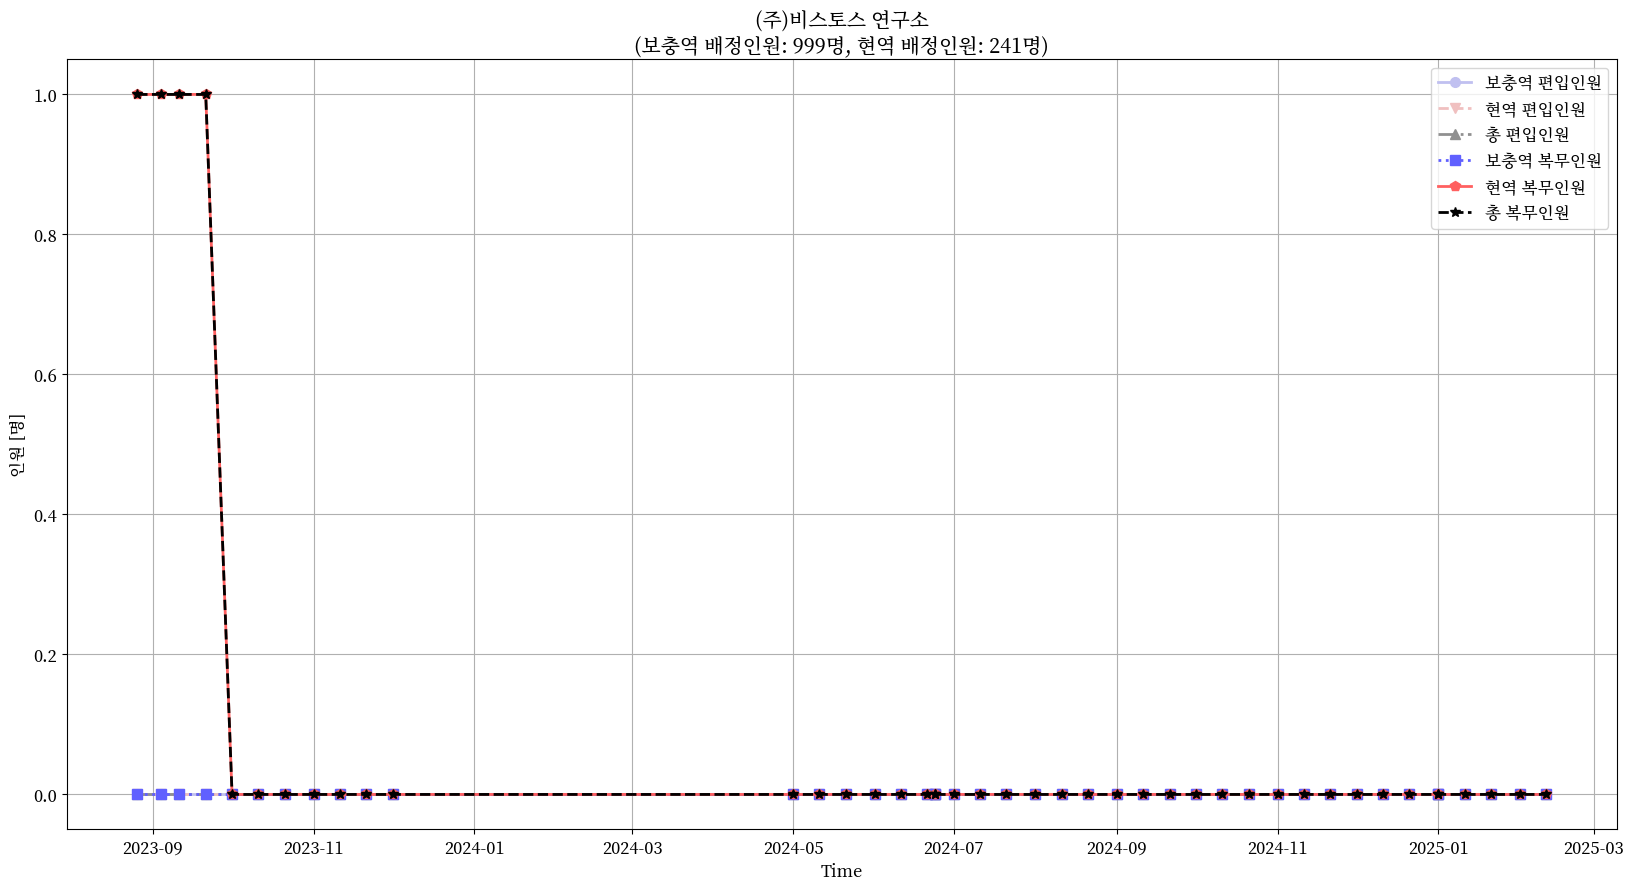 (주)비스토스 연구소
(보충역 배정인원: 999명, 현역 배정인원: 241명)
보충역 편입인원
현역 편입인원
총 편입인원
보충역 복무인원
현역 복무인원
총 복무인원
인원 [명]
1.0
0.8
0.6
0.4
0.2
0.0
2023-09
2023-11
2024-01
2024-03
2024-05
2024-07
2024-09
2024-11
2025-01
2025-03
Time